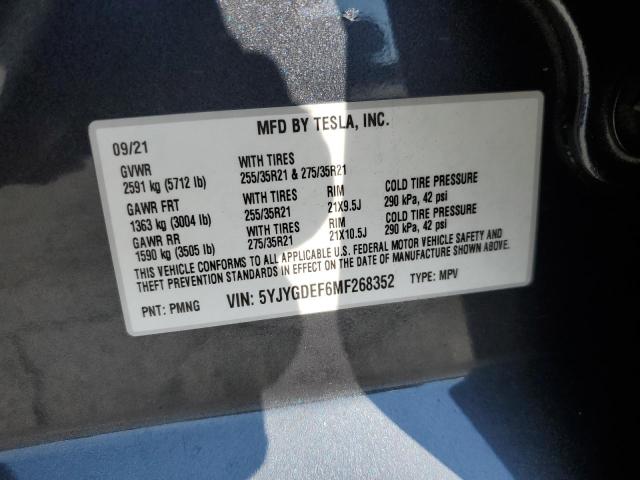 MFD BY TESLA, INC.
09/21
GVWR WITH TIRES
2591 kg (5712 lb) 255/35R21 & 275/35R21
GAWR FRT WITH TIRES RIM COLD TIRE PRESSURE
1363 kg (3004 lb) 255/35R21 21X9.5J 290 kPa, 42 psi
GAWR RR WITH TIRES RIM COLD TIRE PRESSURE
1590 kg (3505 lb) 275/35R21 21X10.5J 290 kPa, 42 psi
THIS VEHICLE CONFORMS TO ALL APPLICABLE U.S. FEDERAL MOTOR VEHICLE SAFETY AND
THEFT PREVENTION STANDARDS IN EFFECT ON THE DATE OF MANUFACTURE SHOWN ABOVE.
PNT: PMNG VIN: 5YJYGDEF6MF268352 TYPE: MPV